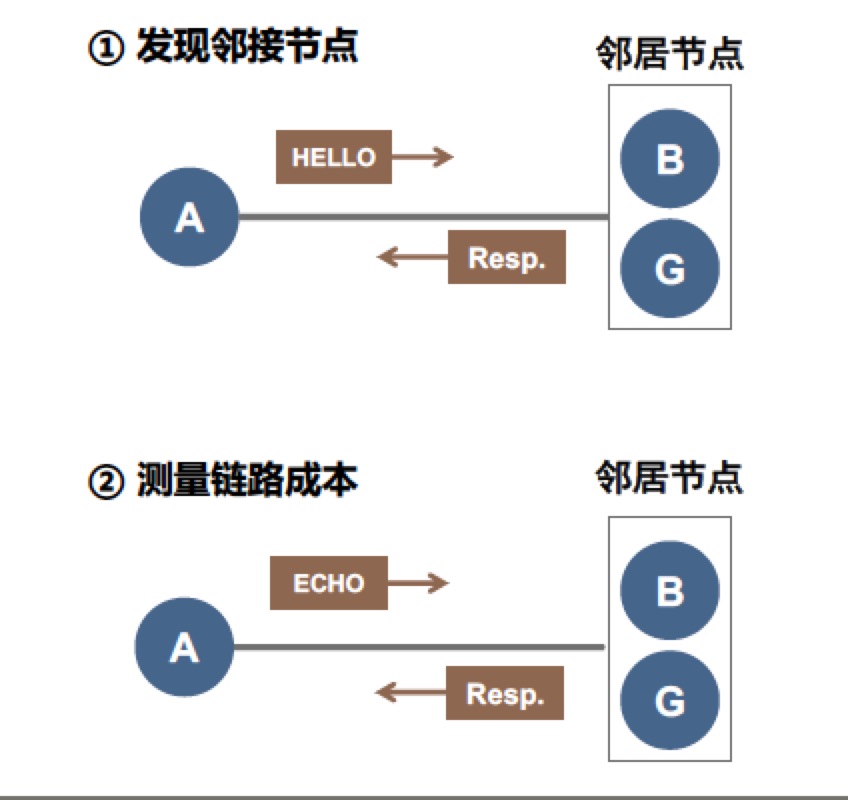 ① 发现邻接节点
邻居节点
HELLO
B
A
Resp.
G
② 测量链路成本
邻居节点
ECHO
B
A
Resp.
G